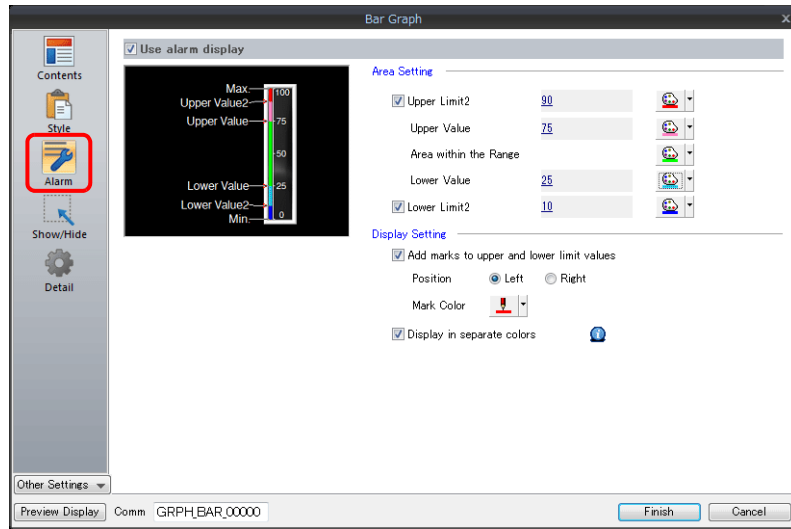 Bar Graph
x
Contents
Style
Alarm
Show/Hide
Detail
Other Settings
Use alarm display
Max.
Upper Value2
Upper Value
Lower Value
Lower Value2
Min.
100
75
50
25
0
Area Setting
Upper Limit2 90
Upper Value 75
Area within the Range
Lower Value 25
Lower Limit2 10
Display Setting
Add marks to upper and lower limit values
Position Left Right
Mark Color
Display in separate colors
Preview Display Comm GRPH_BAR_00000 Finish Cancel